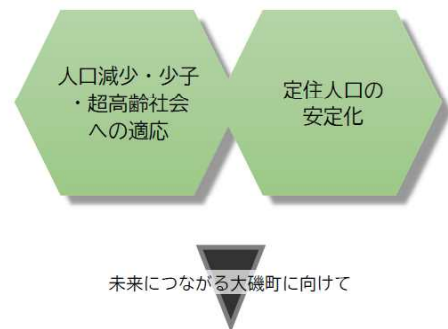 人口減少・少子
・超高齢社会
への適応
定住人口の
安定化
未来につながる大磯町に向けて